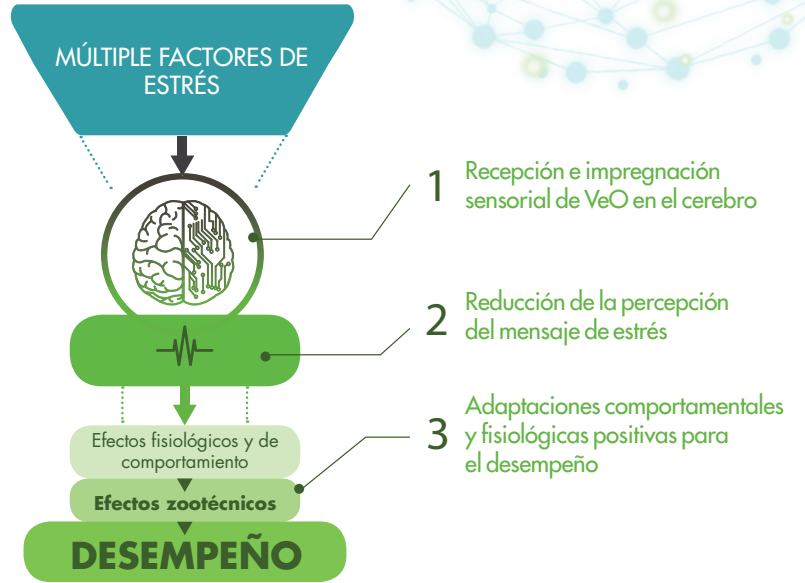 MÚLTIPLE FACTORES DE
ESTRÉS
1
Recepción e impregnación
sensorial de VeO en el cerebro
2
Reducción de la percepción
del mensaje de estrés
3
Adaptaciones comportamentales
y fisiológicas positivas para
el desempeño
Efectos fisiológicos y de
comportamiento
Efectos zootécnicos
DESEMPEÑO